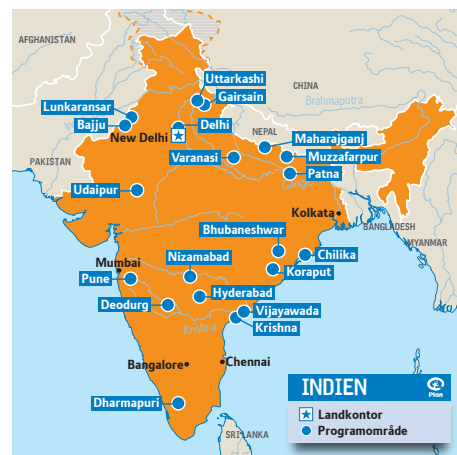 AFGHANISTAN
CHINA
Uttarkashi
Gairsain
Brahmaputra
Lunkaransar
Bajju
Delhi
New Delhi
NEPAL
Maharajganj
Muzzafarpur
Varanasi
PAKISTAN
Patna
Ganges
Udaipur
Kolkata
BANGLADESH
Bhubaneshwar
MYANMAR
Chilika
Nizamabad
Mumbai
Koraput
Pune
Hyderabad
Deodurg
Vijayawada
Krishna
Krishna
Bangalore
Chennai
INDIEN
Plan
Dharmapuri
Landkontor
Programområde
SRI LANKA